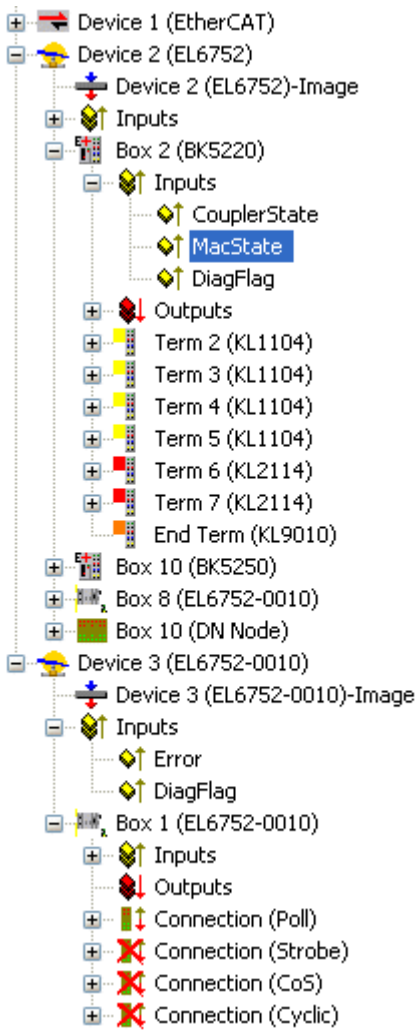 Device 1 (EtherCAT)
Device 2 (EL6752)
Device 2 (EL6752)-Image
Inputs
Box 2 (BK5220)
Inputs
CouplerState
MacState
DiagFlag
Outputs
Term 2 (KL1104)
Term 3 (KL1104)
Term 4 (KL1104)
Term 5 (KL1104)
Term 6 (KL2114)
Term 7 (KL2114)
End Term (KL9010)
Box 10 (BK5250)
Box 8 (EL6752-0010)
Box 10 (DN Node)
Device 3 (EL6752-0010)
Device 3 (EL6752-0010)-Image
Inputs
Error
DiagFlag
Box 1 (EL6752-0010)
Inputs
Outputs
Connection (Poll)
Connection (Strobe)
Connection (CoS)
Connection (Cyclic)